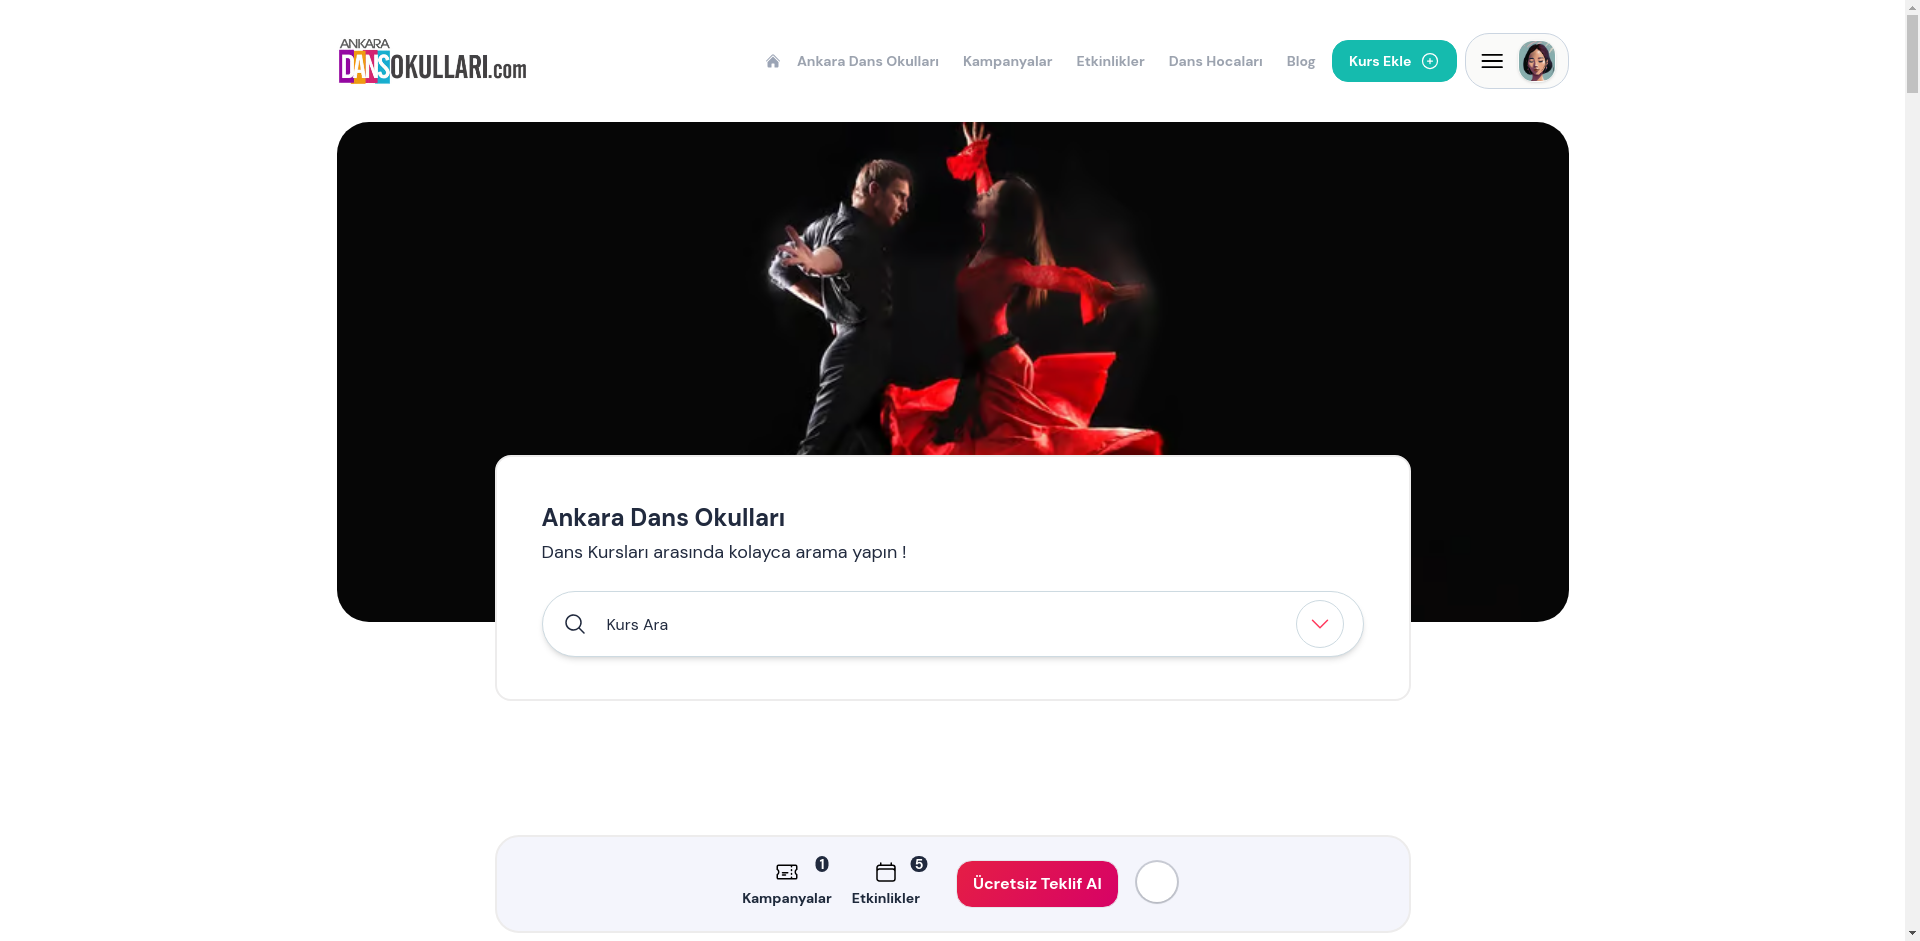 ANKARA
DANSOKULLARI.com
Ankara Dans Okulları
Kampanyalar
Etkinlikler
Dans Hocaları
Blog
Kurs Ekle
Ankara Dans Okulları
Dans Kursları arasında kolayca arama yapın !
Kurs Ara
1
Kampanyalar
5
Etkinlikler
Ücretsiz Teklif Al